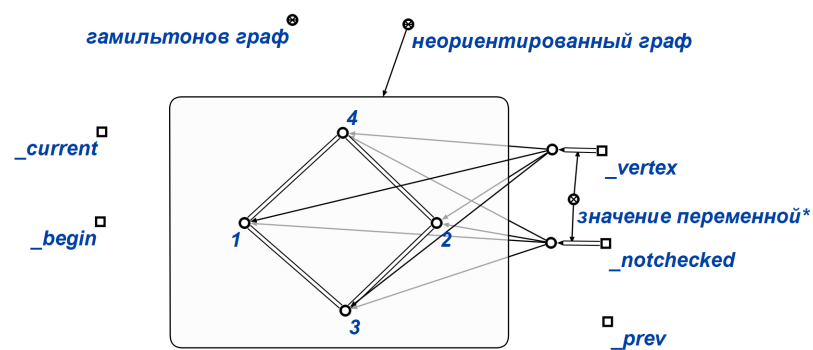 гамильтонов граф
неориентированный граф
4
_current
_vertex
значение переменной*
_begin
1
2
_notchecked
3
_prev